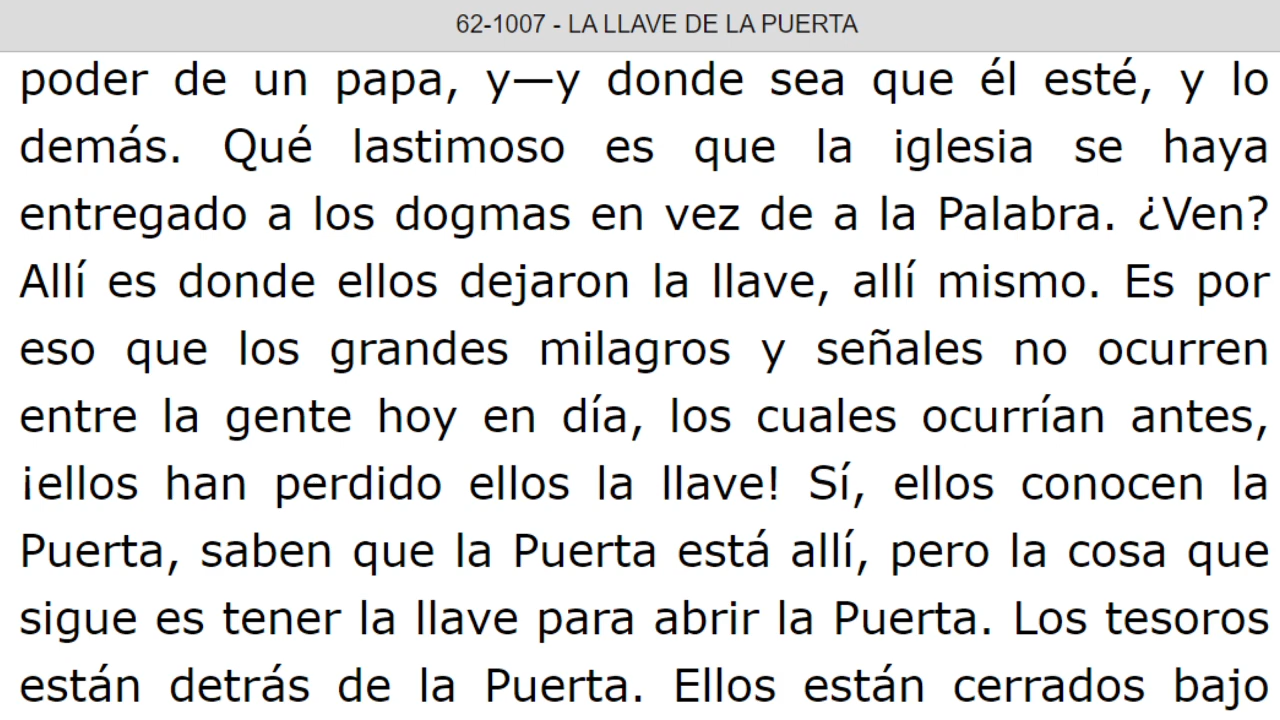 62-1007 - LA LLAVE DE LA PUERTA
poder de un papa, y—y donde sea que él esté, y lo
demás. Qué lastimoso es que la iglesia se haya
entregado a los dogmas en vez de a la Palabra. ¿Ven?
Allí es donde ellos dejaron la llave, allí mismo. Es por
eso que los grandes milagros y señales no ocurren
entre la gente hoy en día, los cuales ocurrían antes,
¡ellos han perdido ellos la llave! Sí, ellos conocen la
Puerta, saben que la Puerta está allí, pero la cosa que
sigue es tener la llave para abrir la Puerta. Los tesoros
están detrás de la Puerta. Ellos están cerrados bajo